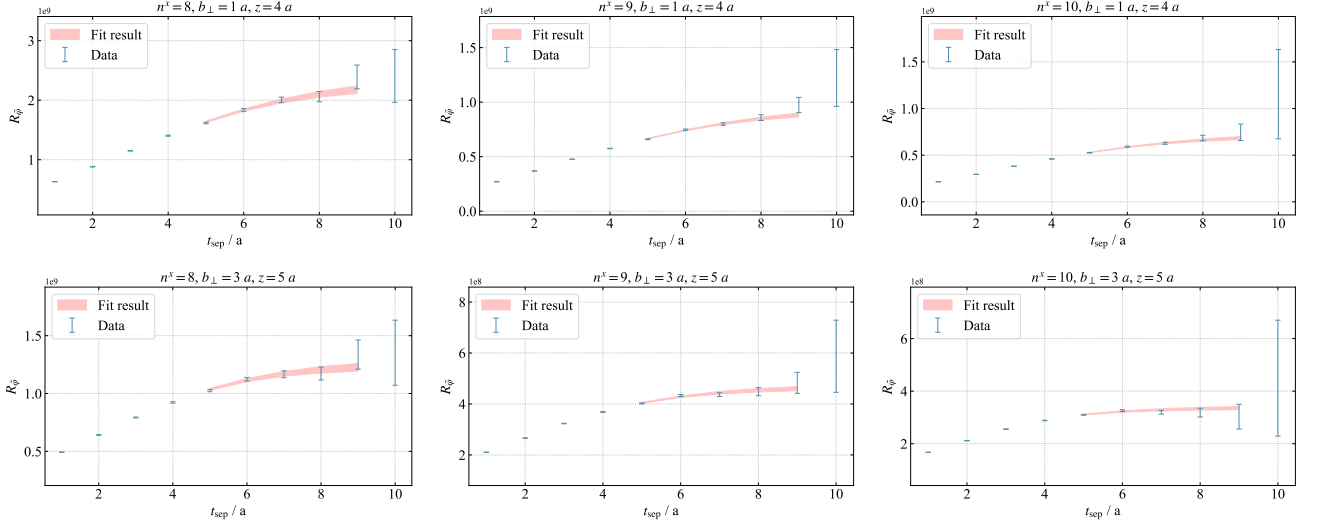 n^x = 8, b_⊥ = 1 a, z = 4 a
1e9
Fit result
Data
3
2
1
R_φ̃
2 4 6 8 10
t_sep / a
n^x = 9, b_⊥ = 1 a, z = 4 a
1e9
Fit result
Data
1.5
1.0
0.5
0.0
R_φ̃
2 4 6 8 10
t_sep / a
n^x = 10, b_⊥ = 1 a, z = 4 a
1e9
Fit result
Data
1.5
1.0
0.5
0.0
R_φ̃
2 4 6 8 10
t_sep / a
n^x = 8, b_⊥ = 3 a, z = 5 a
1e9
Fit result
Data
1.5
1.0
0.5
R_φ̃
2 4 6 8 10
t_sep / a
n^x = 9, b_⊥ = 3 a, z = 5 a
1e8
Fit result
Data
8
6
4
2
R_φ̃
2 4 6 8 10
t_sep / a
n^x = 10, b_⊥ = 3 a, z = 5 a
1e8
Fit result
Data
6
4
2
R_φ̃
2 4 6 8 10
t_sep / a